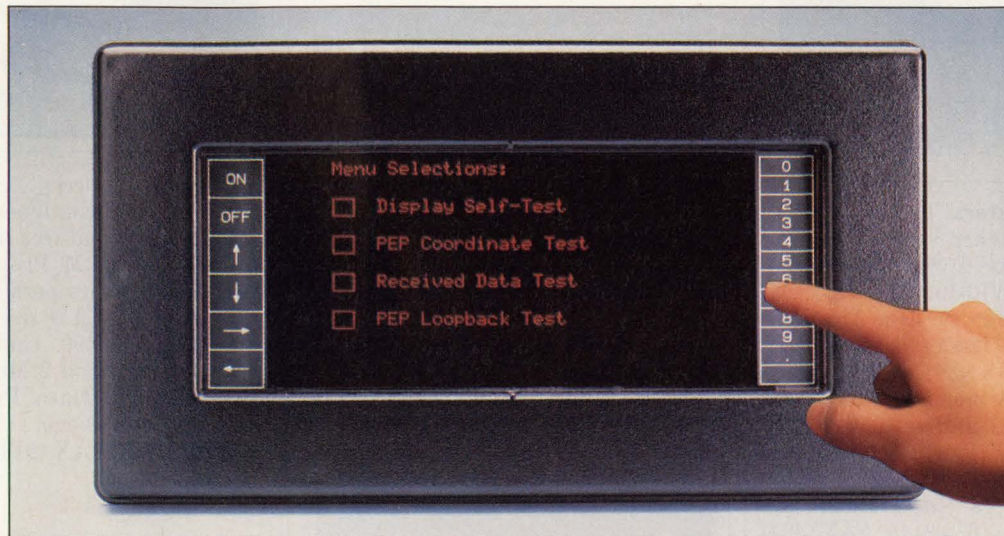 ON
OFF
↑
↓
→
←
Menu Selections:
Display Self-Test
PEP Coordinate Test
Received Data Test
PEP Loopback Test
0
1
2
3
4
5
6
8
9
.